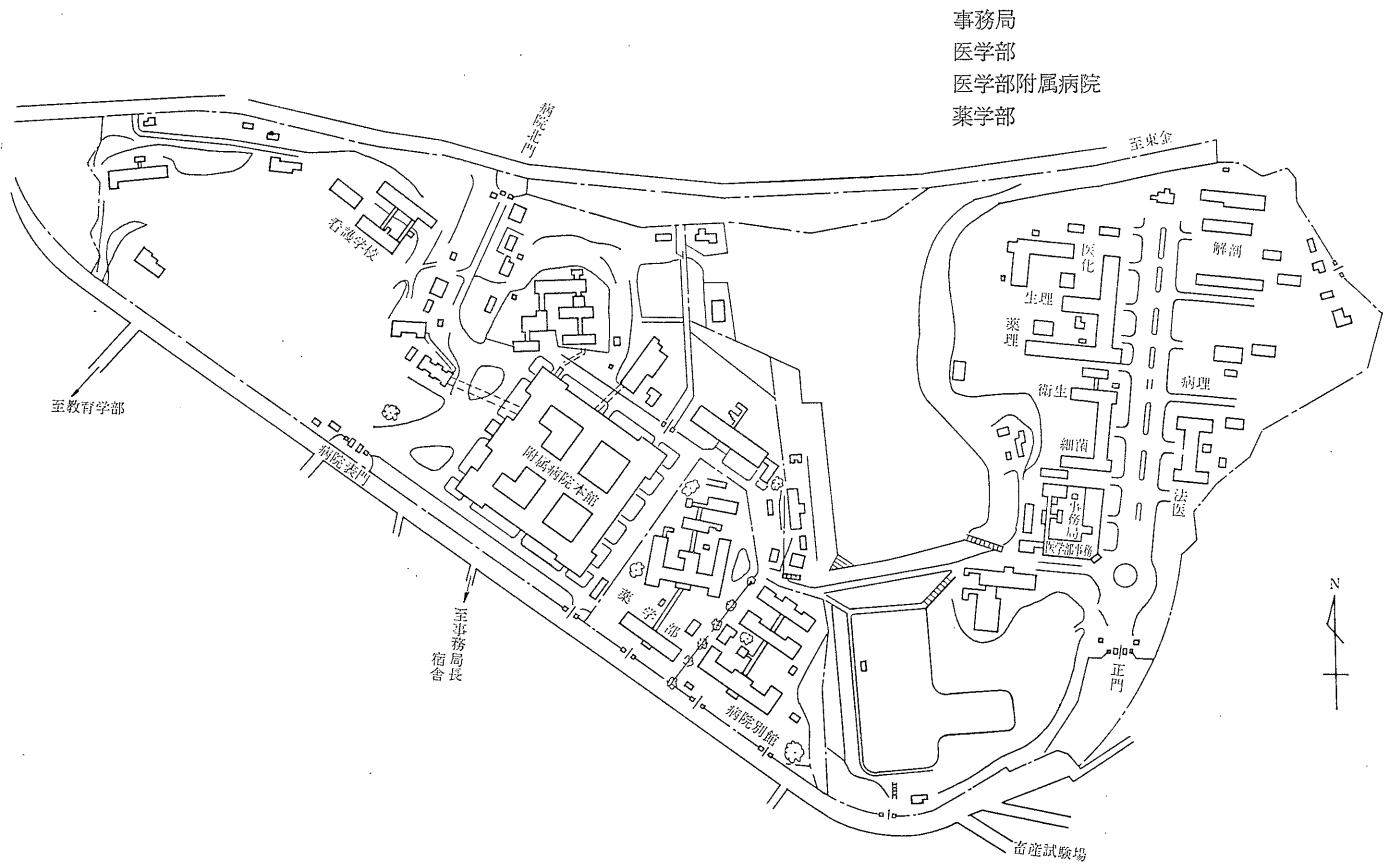 事務局
医学部
医学部附属病院
薬学部
病院北門
至東金
看護学校
医化
解剖
生理
薬理
衛生
病理
至教育学部
病院裏門
附属病院本館
細菌
法医
事務局
医学部事務
薬学部
至事務局長
宿舎
正門
病院別館
N
畜産試験場